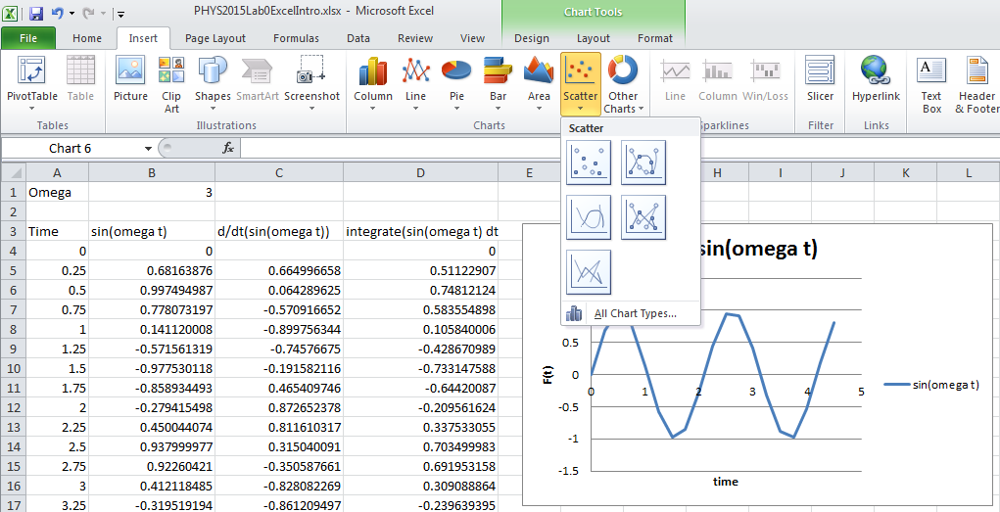 PHYS2015Lab0ExcelIntro.xlsx - Microsoft Excel
Chart Tools
File Home Insert Page Layout Formulas Data Review View Design Layout Format
PivotTable Table Picture Clip Art Shapes SmartArt Screenshot Column Line Pie Bar Area Scatter Other Charts Line Column Win/Loss Slicer Hyperlink Text Box Header & Footer
Tables Illustrations Charts Sparklines Filter Links
Scatter
All Chart Types...
Chart 6 fx
A B C D E H I J K L
1 Omega 3
2
3 Time sin(omega t) d/dt(sin(omega t)) integrate(sin(omega t) dt
4 0 0 0
5 0.25 0.68163876 0.664996658 0.51122907
6 0.5 0.997494987 0.064289625 0.74812124
7 0.75 0.778073197 -0.570916652 0.583554898
8 1 0.141120008 -0.899756344 0.105840006
9 1.25 -0.571561319 -0.74576675 -0.428670989
10 1.5 -0.977530118 -0.191582116 -0.733147588
11 1.75 -0.858934493 0.465409746 -0.64420087
12 2 -0.279415498 0.872652378 -0.209561624
13 2.25 0.450044074 0.811610317 0.337533055
14 2.5 0.937999977 0.315040091 0.703499983
15 2.75 0.92260421 -0.350587661 0.691953158
16 3 0.412118485 -0.828082269 0.309088864
17 3.25 -0.319519194 -0.861209497 -0.239639395
sin(omega t)
0.5
0
-0.5
-1
-1.5
0 1 2 3 4 5
F(t)
time
sin(omega t)